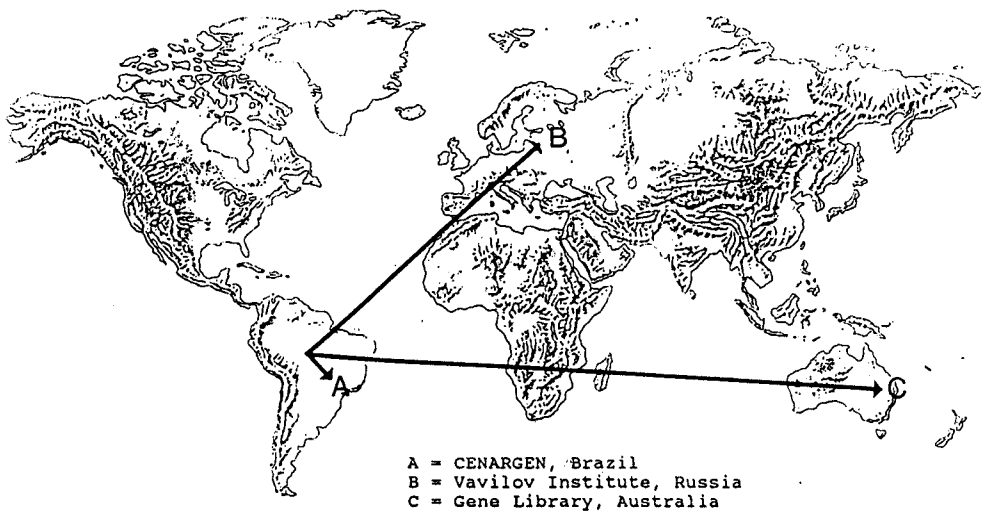 B
A
C
A = CENARGEN, Brazil
B = Vavilov Institute, Russia
C = Gene Library, Australia